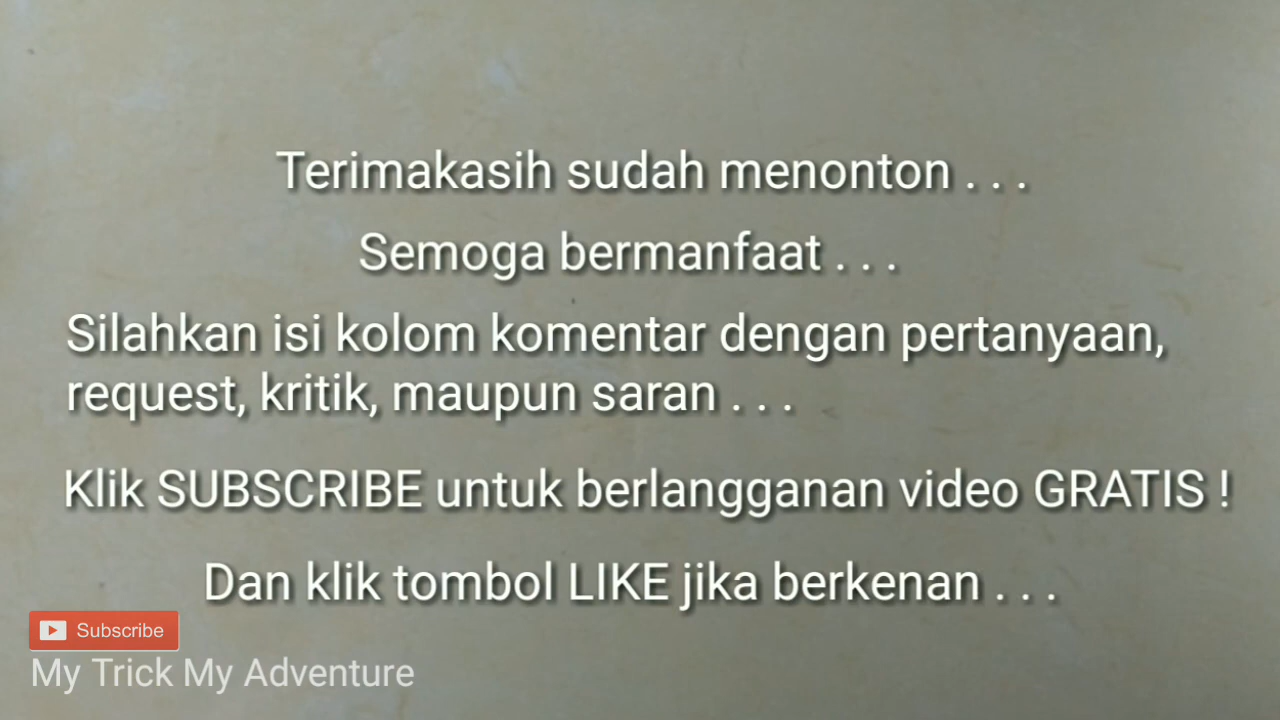 Terimakasih sudah menonton . . .
Semoga bermanfaat . . .
Silahkan isi kolom komentar dengan pertanyaan,
request, kritik, maupun saran . . .
Klik SUBSCRIBE untuk berlangganan video GRATIS !
Dan klik tombol LIKE jika berkenan . . .
Subscribe
My Trick My Adventure